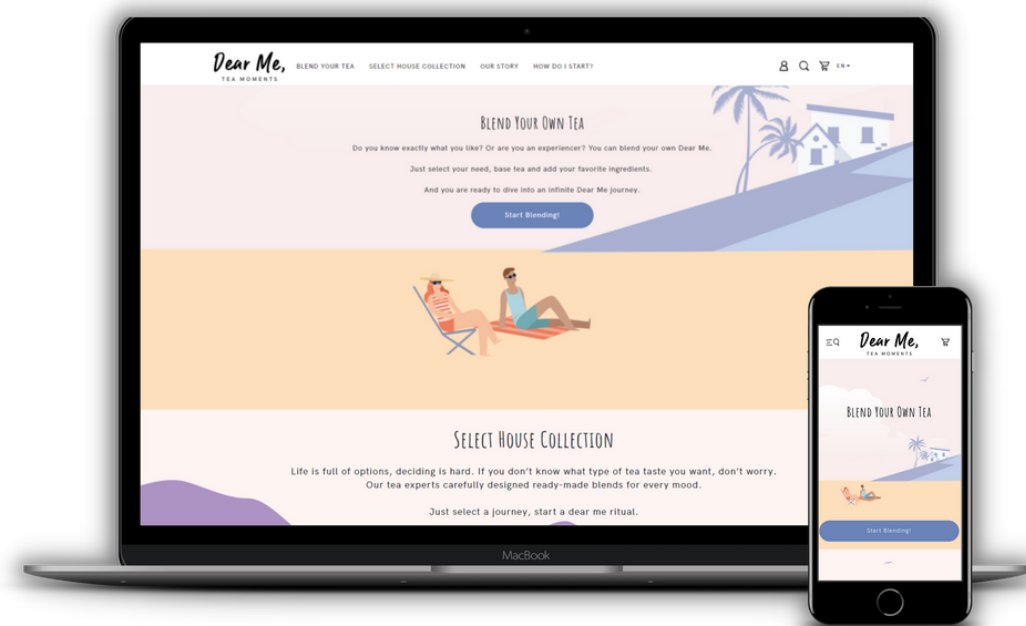 Dear Me,
TEA MOMENTS
BLEND YOUR TEA SELECT HOUSE COLLECTION OUR STORY HOW DO I START?
EN
BLEND YOUR OWN TEA
Do you know exactly what you like? Or are you an experiencer? You can blend your own Dear Me.
Just select your need, base tea and add your favorite ingredients.
And you are ready to dive into an infinite Dear Me journey.
Start Blending!
SELECT HOUSE COLLECTION
Life is full of options, deciding is hard. If you don't know what type of tea taste you want, don't worry.
Our tea experts carefully designed ready-made blends for every mood.
Just select a journey, start a dear me ritual.
MacBook
Dear Me,
TEA MOMENTS
BLEND YOUR OWN TEA
Start Blending!